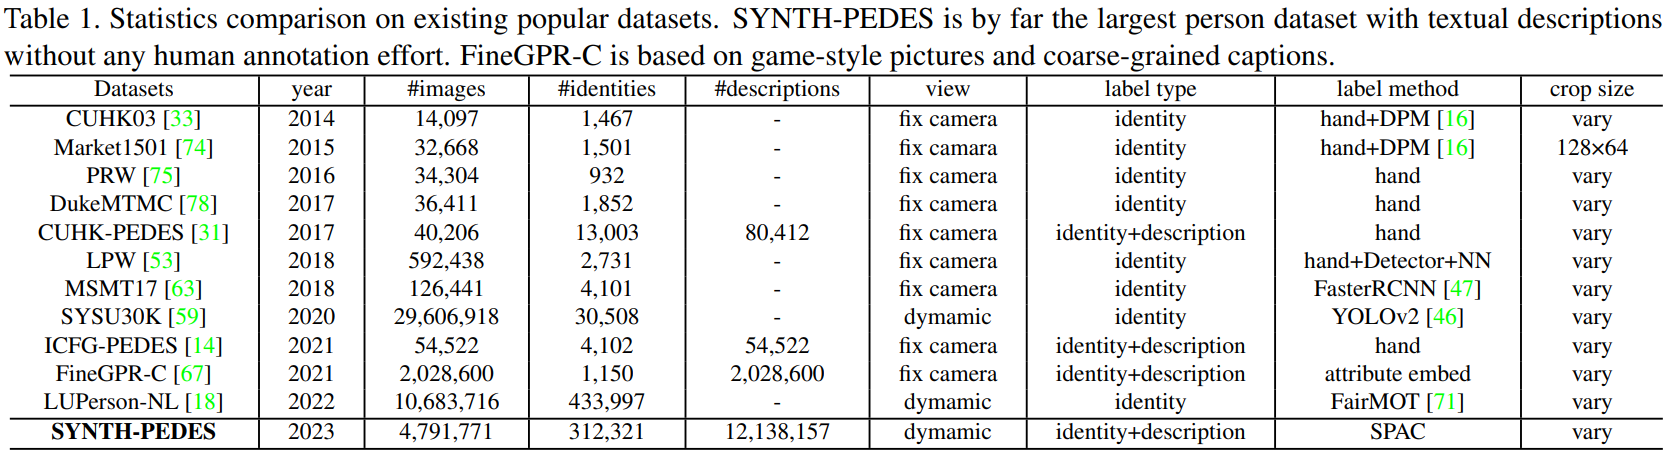 Table 1. Statistics comparison on existing popular datasets. SYNTH-PEDES is by far the largest person dataset with textual descriptions
without any human annotation effort. FineGPR-C is based on game-style pictures and coarse-grained captions.
Datasets year #images #identities #descriptions view label type label method crop size
CUHK03 [33] 2014 14,097 1,467 - fix camera identity hand+DPM [16] vary
Market1501 [74] 2015 32,668 1,501 - fix camara identity hand+DPM [16] 128×64
PRW [75] 2016 34,304 932 - fix camera identity hand vary
DukeMTMC [78] 2017 36,411 1,852 - fix camera identity hand vary
CUHK-PEDES [31] 2017 40,206 13,003 80,412 fix camera identity+description hand vary
LPW [53] 2018 592,438 2,731 - fix camera identity hand+Detector+NN vary
MSMT17 [63] 2018 126,441 4,101 - fix camera identity FasterRCNN [47] vary
SYSU30K [59] 2020 29,606,918 30,508 - dymamic identity YOLOv2 [46] vary
ICFG-PEDES [14] 2021 54,522 4,102 54,522 fix camera identity+description hand vary
FineGPR-C [67] 2021 2,028,600 1,150 2,028,600 fix camera identity+description attribute embed vary
LUPerson-NL [18] 2022 10,683,716 433,997 - dymamic identity FairMOT [71] vary
SYNTH-PEDES 2023 4,791,771 312,321 12,138,157 dymamic identity+description SPAC vary